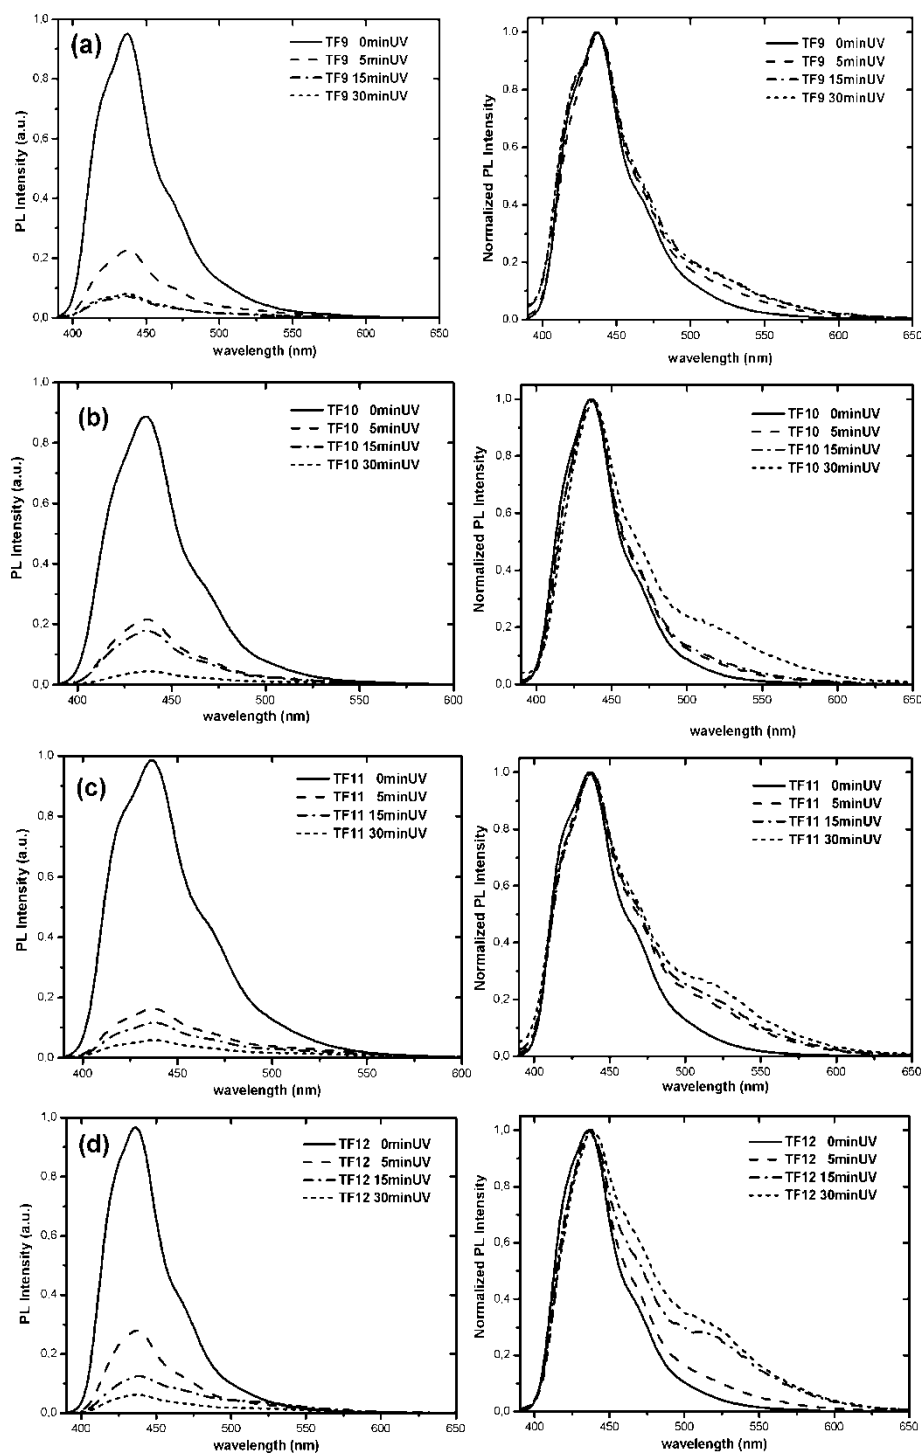 (a)
TF9 0minUV
TF9 5minUV
TF9 15minUV
TF9 30minUV
PL Intensity (a.u.)
1.0
0.8
0.6
0.4
0.2
0.0
400 450 500 550 600 650
wavelength (nm)
TF9 0minUV
TF9 5minUV
TF9 15minUV
TF9 30minUV
Normalized PL Intensity
1.0
0.8
0.6
0.4
0.2
0.0
400 450 500 550 600 650
wavelength (nm)
(b)
TF10 0minUV
TF10 5minUV
TF10 15minUV
TF10 30minUV
PL Intensity (a.u.)
1.0
0.8
0.6
0.4
0.2
0.0
400 450 500 550 600
wavelength (nm)
TF10 0minUV
TF10 5minUV
TF10 15minUV
TF10 30minUV
Normalized PL Intensity
1.0
0.8
0.6
0.4
0.2
0.0
400 450 500 550 600 650
wavelength (nm)
(c)
TF11 0minUV
TF11 5minUV
TF11 15minUV
TF11 30minUV
PL Intensity (a.u.)
1,0
0,8
0,6
0,4
0,2
0,0
400 450 500 550 600
wavelength (nm)
TF11 0minUV
TF11 5minUV
TF11 15minUV
TF11 30minUV
Normalized PL Intensity
1,0
0,8
0,6
0,4
0,2
0,0
400 450 500 550 600 650
wavelength (nm)
(d)
TF12 0minUV
TF12 5minUV
TF12 15minUV
TF12 30minUV
PL Intensity (a.u.)
1,0
0,8
0,6
0,4
0,2
0,0
400 450 500 550 600 650
wavelength (nm)
TF12 0minUV
TF12 5minUV
TF12 15minUV
TF12 30minUV
Normalized PL Intensity
1,0
0,8
0,6
0,4
0,2
0,0
400 450 500 550 600 650
wavelength (nm)